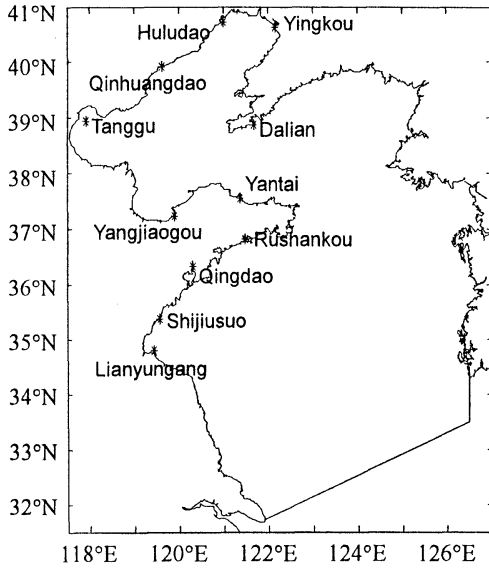 41°N
Huludao
Yingkou
40°N
Qinhuangdao
39°N
Tanggu
Dalian
38°N
Yantai
37°N
Yangjiaogou
Rushankou
36°N
Qingdao
Shijiusuo
35°N
Lianyungang
34°N
33°N
32°N
118°E 120°E 122°E 124°E 126°E